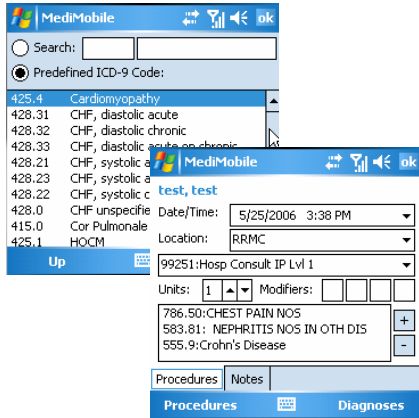 MediMobile
ok
Search:
Predefined ICD-9 Code:
425.4 Cardiomyopathy
428.31 CHF, diastolic acute
428.32 CHF, diastolic chronic
428.33 CHF, diastolic acute on chronic
428.21 CHF, systolic a
428.23 CHF, systolic a
428.22 CHF, systolic c
428.0 CHF unspecifie
415.0 Cor Pulmonale
425.1 HOCM
Up
MediMobile
ok
test, test
Date/Time: 5/25/2006 3:38 PM
Location: RRMC
99251:Hosp Consult IP Lvl 1
Units: 1 Modifiers:
786.50:CHEST PAIN NOS
583.81: NEPHRITIS NOS IN OTH DIS
555.9:Crohn's Disease
+
-
Procedures Notes
Procedures Diagnoses